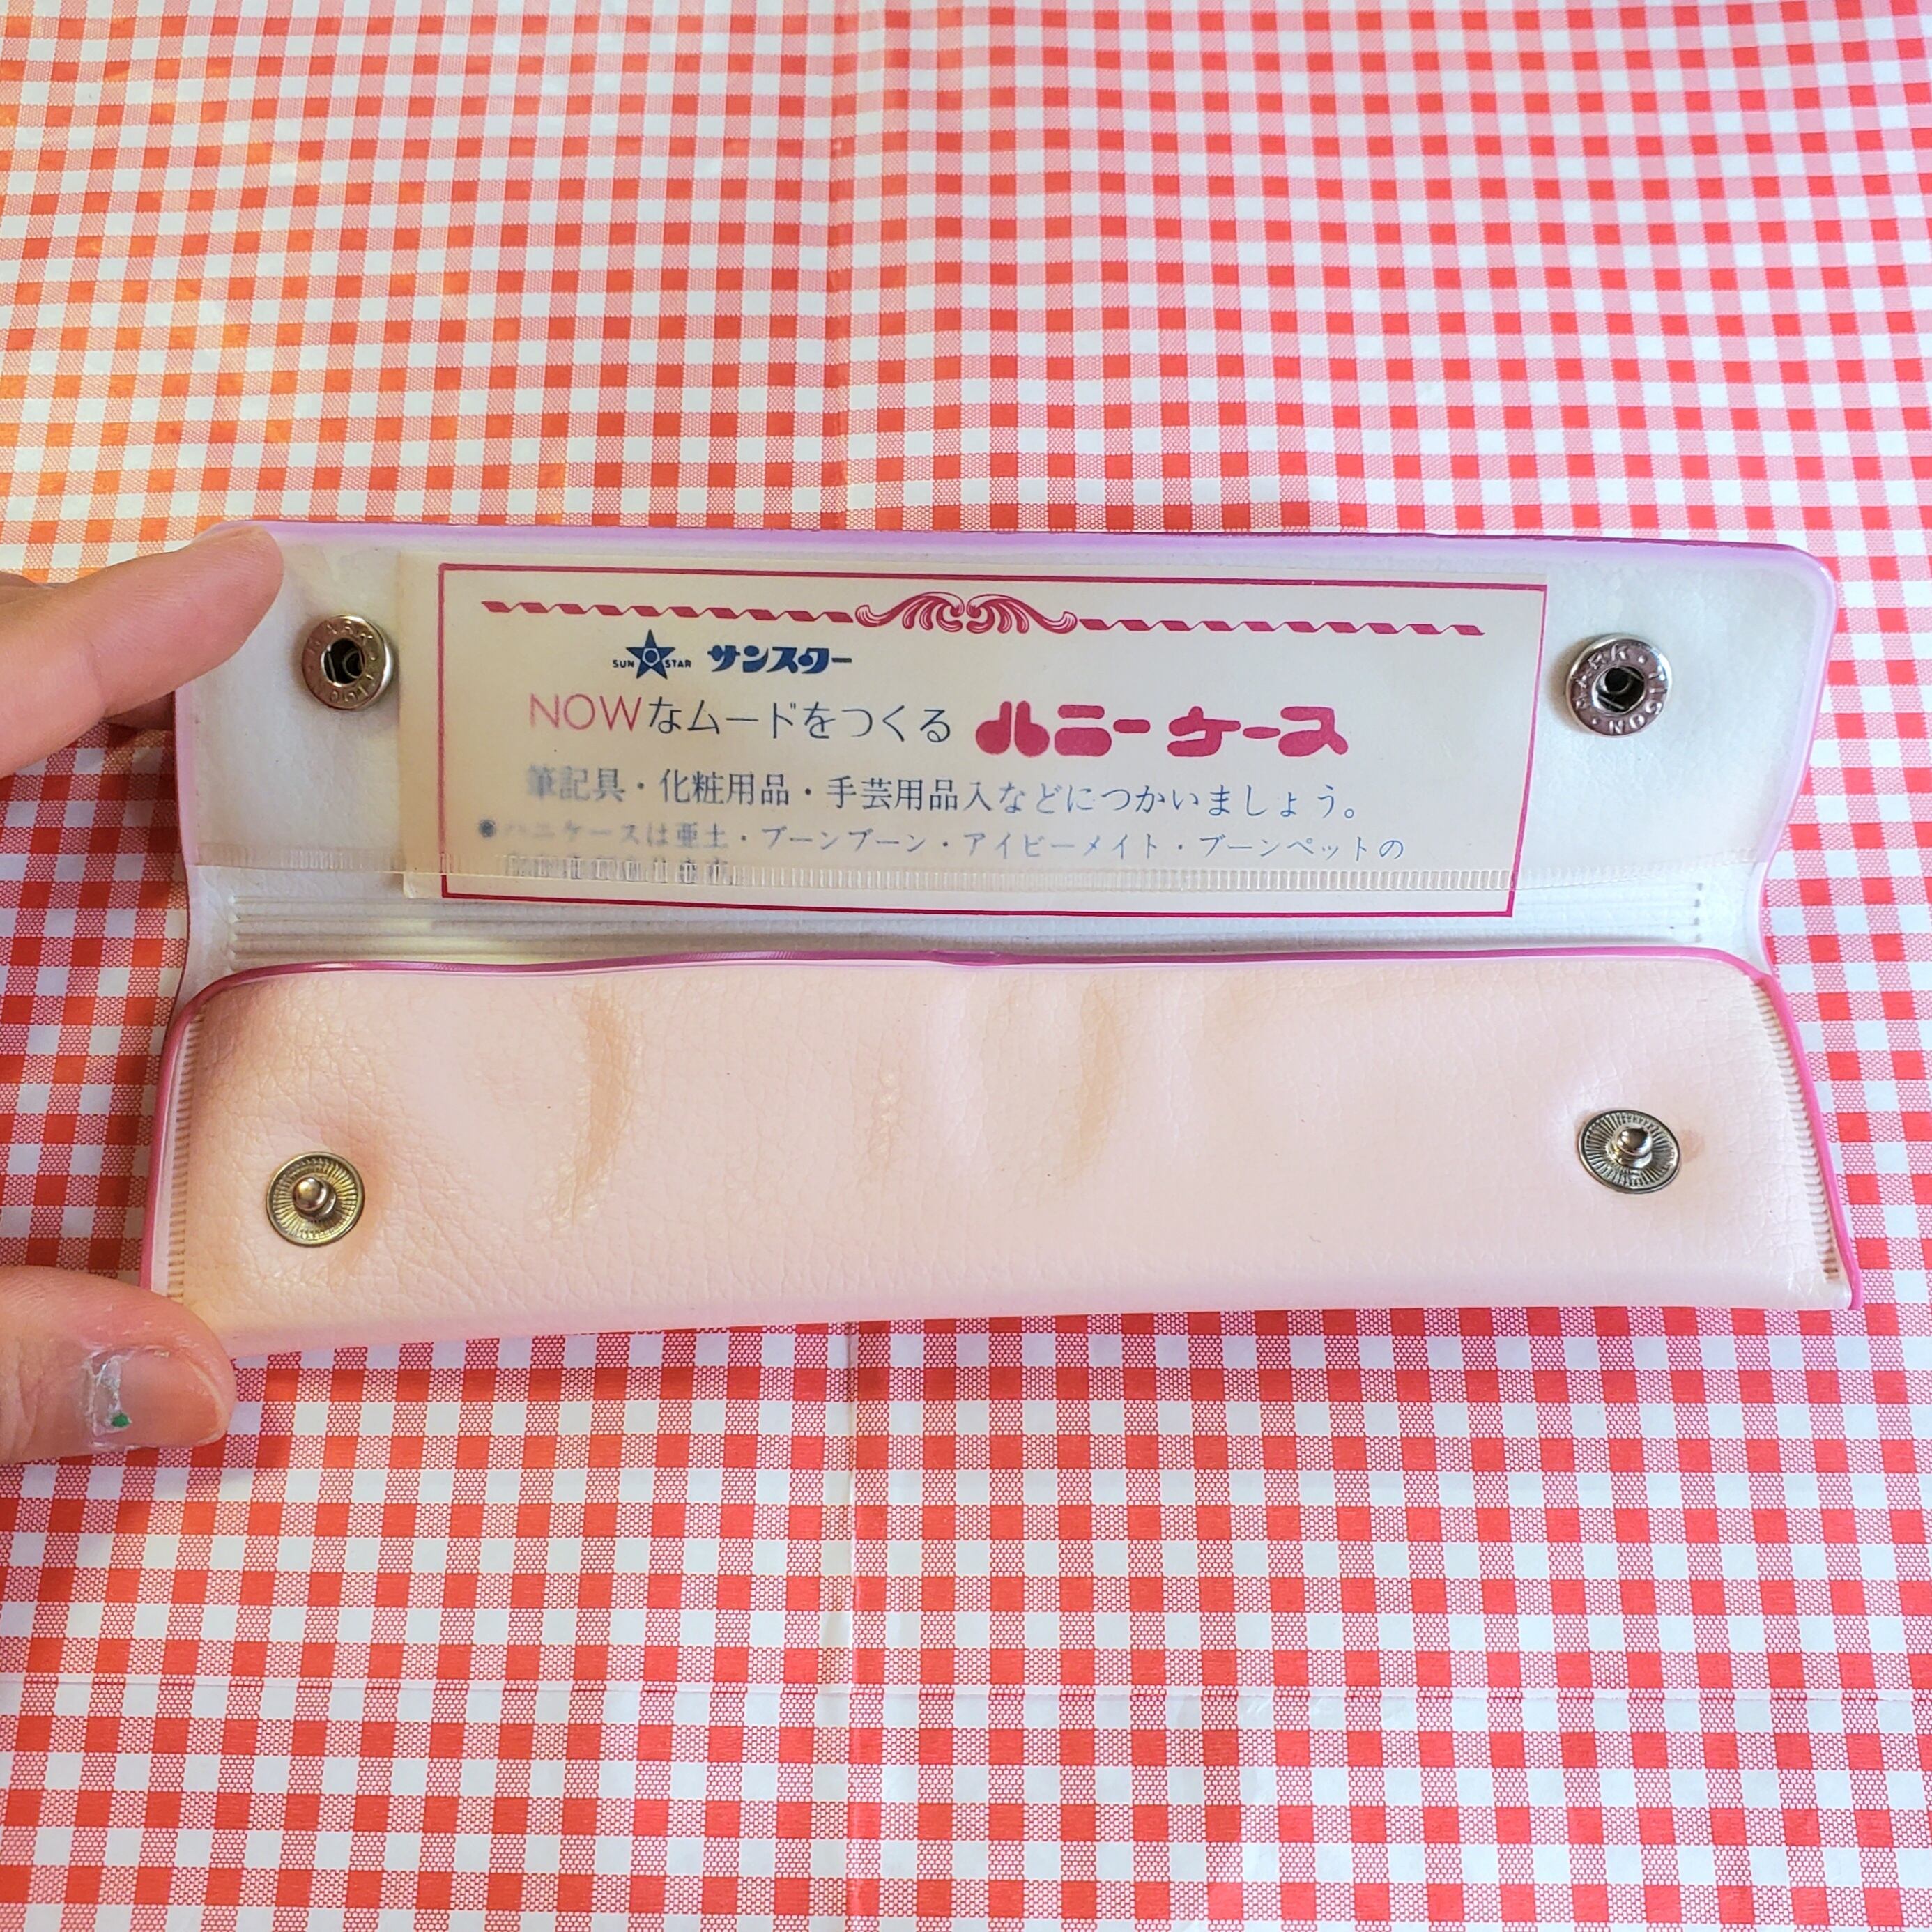 SUN STAR サンスター
NOWなムードをつくる ハニーケース
筆記具・化粧用品・手芸用品入などにつかいましょう。
ハニケースは亜土・ブーンブーン・アイビーメイト・ブーンペットの